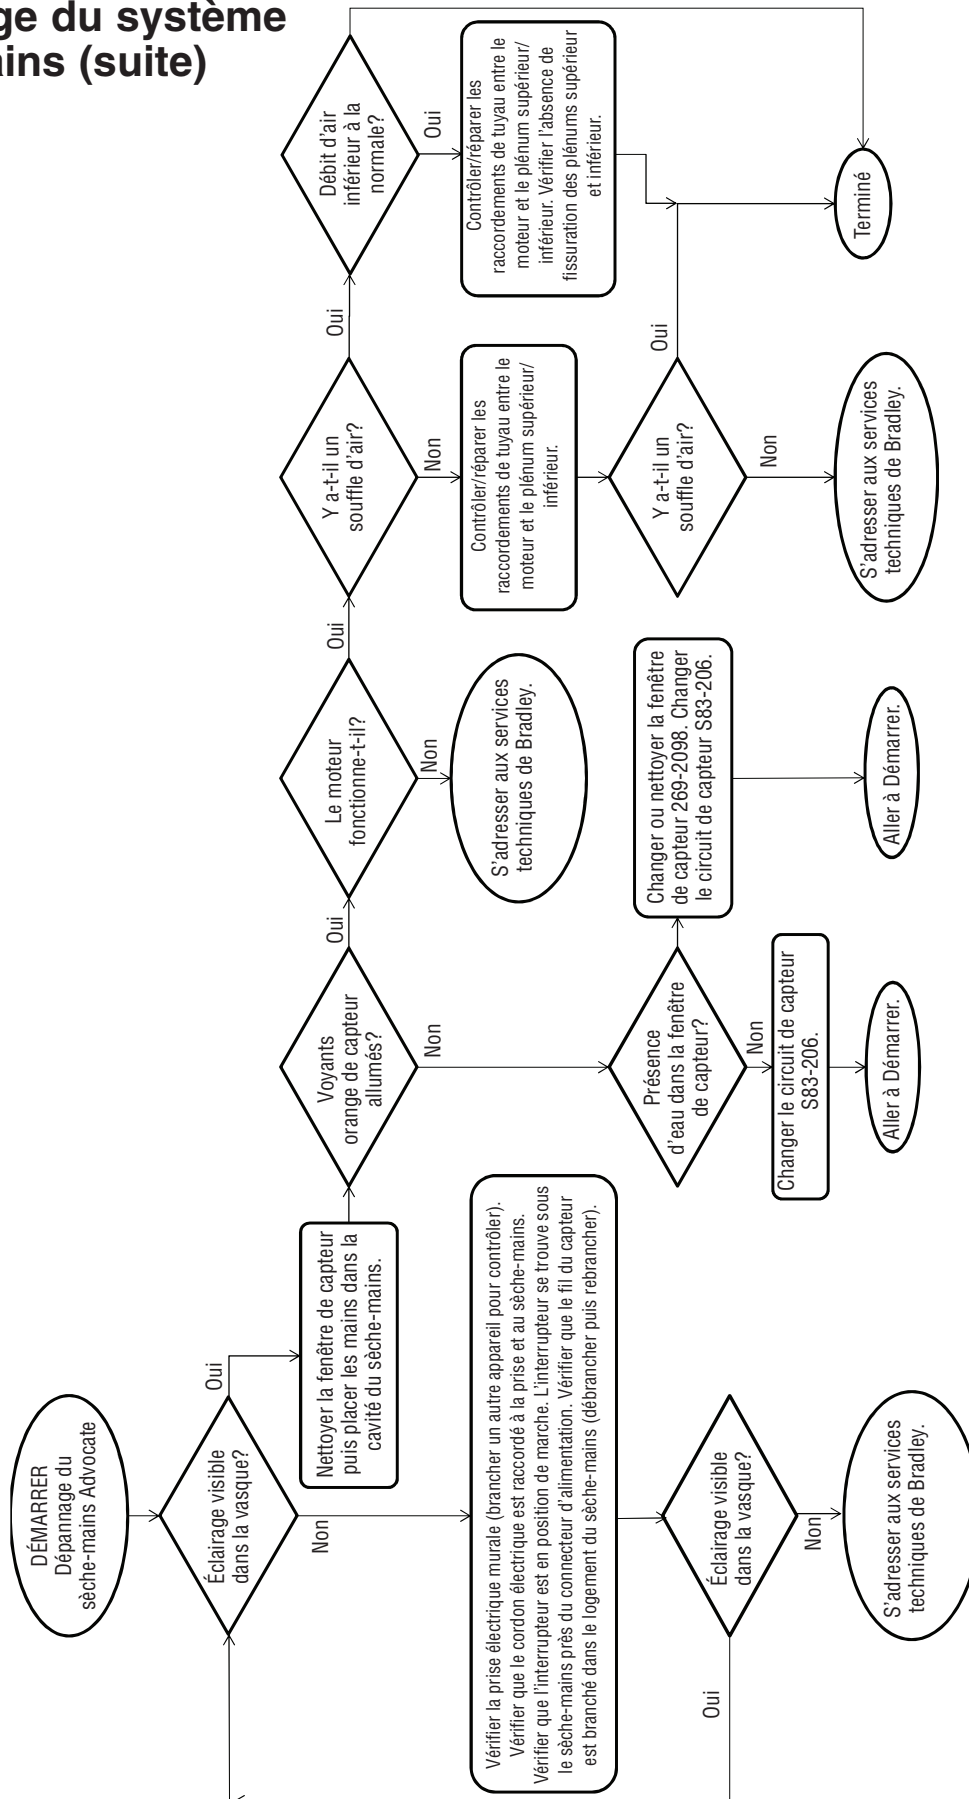 ge du système
ins (suite)
DÉMARRER
Dépannage du
sèche-mains Advocate
Éclairage visible
dans la vasque?
Oui
Non
Nettoyer la fenêtre de capteur
puis placer les mains dans la
cavité du sèche-mains.
Voyants
orange de capteur
allumés?
Oui
Non
Le moteur
fonctionne-t-il?
Oui
Non
S'adresser aux services
techniques de Bradley.
Y a-t-il un
souffle d'air?
Oui
Non
Débit d'air
inférieur à la
normale?
Oui
Contrôler/réparer les
raccordements de tuyau entre le
moteur et le plénum supérieur/
inférieur. Vérifier l'absence de
fissuration des plénums supérieur
et inférieur.
Contrôler/réparer les
raccordements de tuyau entre le
moteur et le plénum supérieur/
inférieur.
Y a-t-il un
souffle d'air?
Oui
Non
Terminé
S'adresser aux services
techniques de Bradley.
Présence
d'eau dans la fenêtre
de capteur?
Non
Changer ou nettoyer la fenêtre
de capteur 269-2098. Changer
le circuit de capteur S83-206.
Aller à Démarrer.
Changer le circuit de capteur
S83-206.
Aller à Démarrer.
Vérifier la prise électrique murale (brancher un autre appareil pour contrôler).
Vérifier que le cordon électrique est raccordé à la prise et au sèche-mains.
Vérifier que l'interrupteur est en position de marche. L'interrupteur se trouve sous
le sèche-mains près du connecteur d'alimentation. Vérifier que le fil du capteur
est branché dans le logement du sèche-mains (débrancher puis rebrancher).
Éclairage visible
dans la vasque?
Oui
Non
S'adresser aux services
techniques de Bradley.